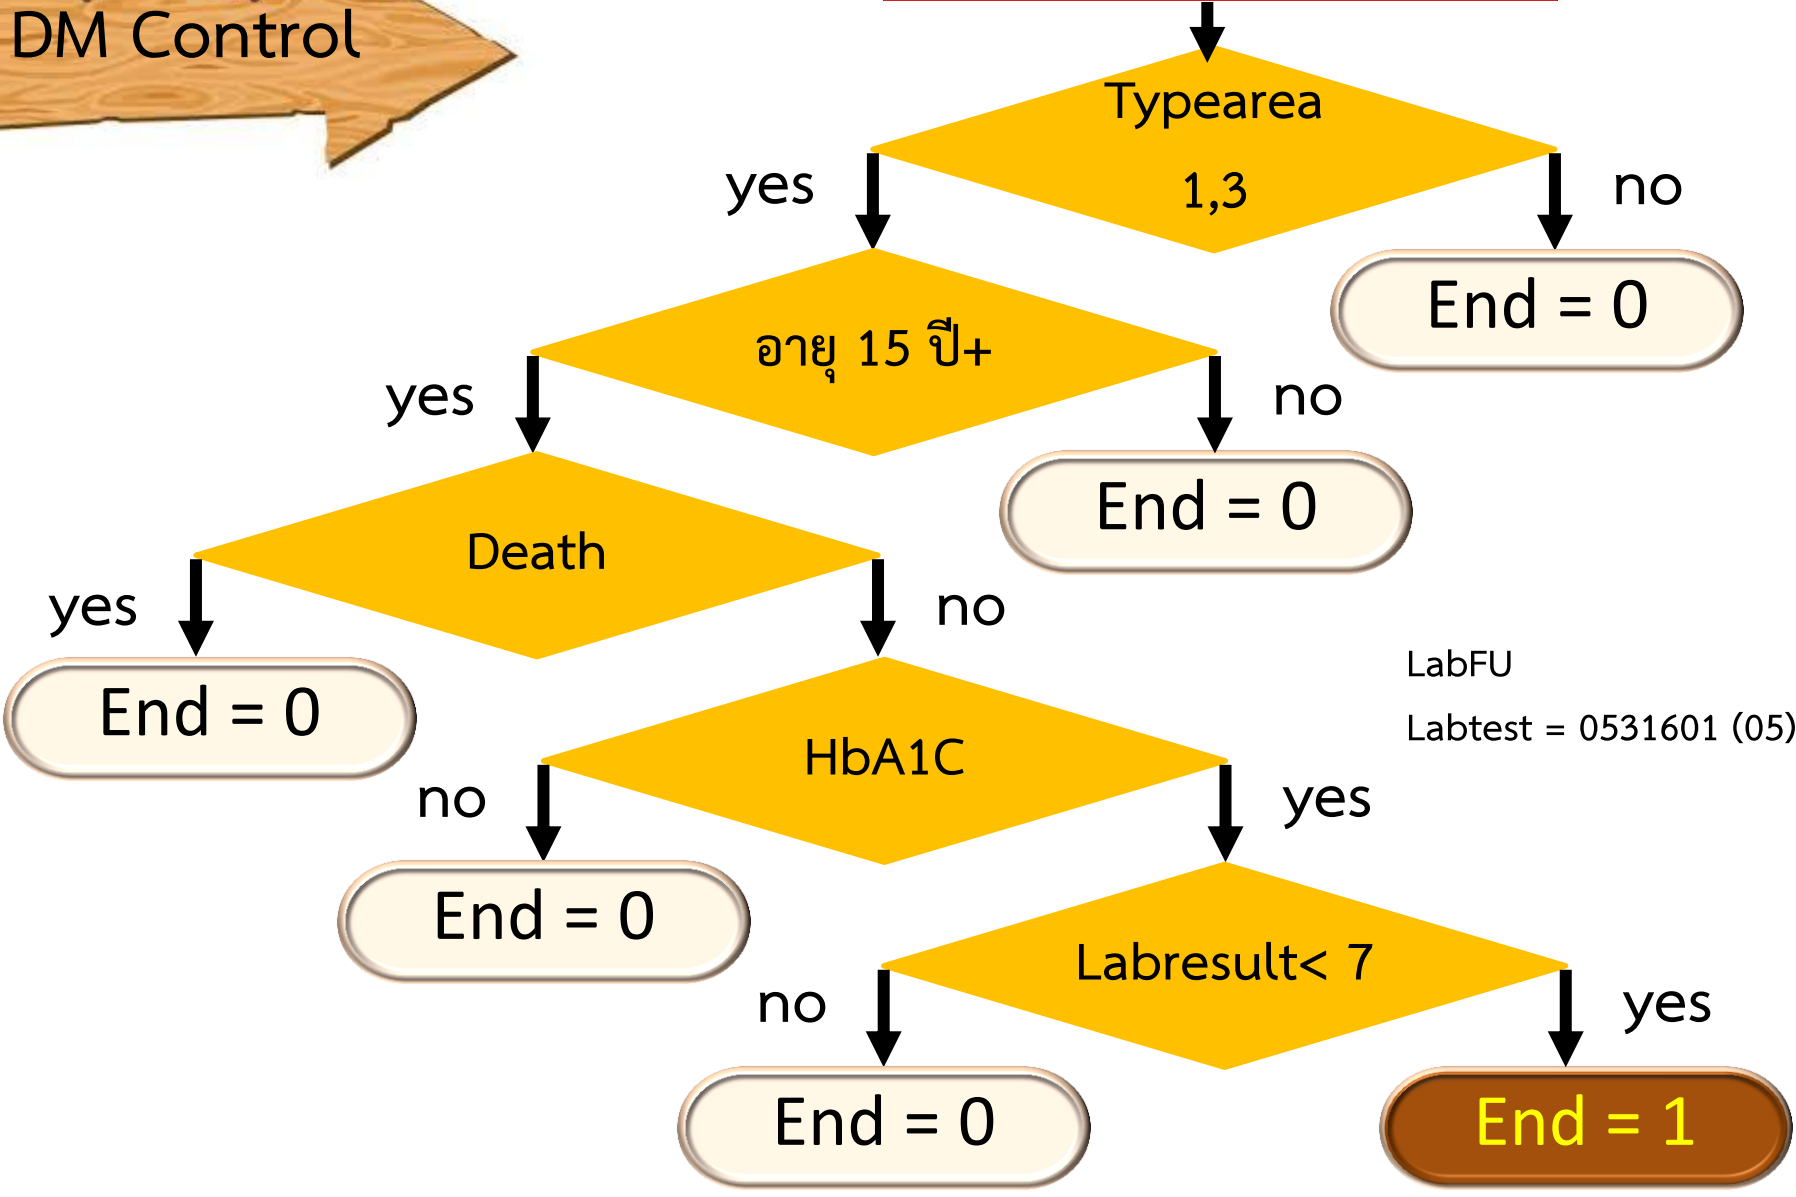 DM Control
Typearea
1,3
yes
no
End = 0
อายุ 15 ปี+
yes
no
End = 0
Death
yes
no
End = 0
LabFU
Labtest = 0531601 (05)
HbA1C
no
yes
End = 0
Labresult< 7
no
yes
End = 0
End = 1